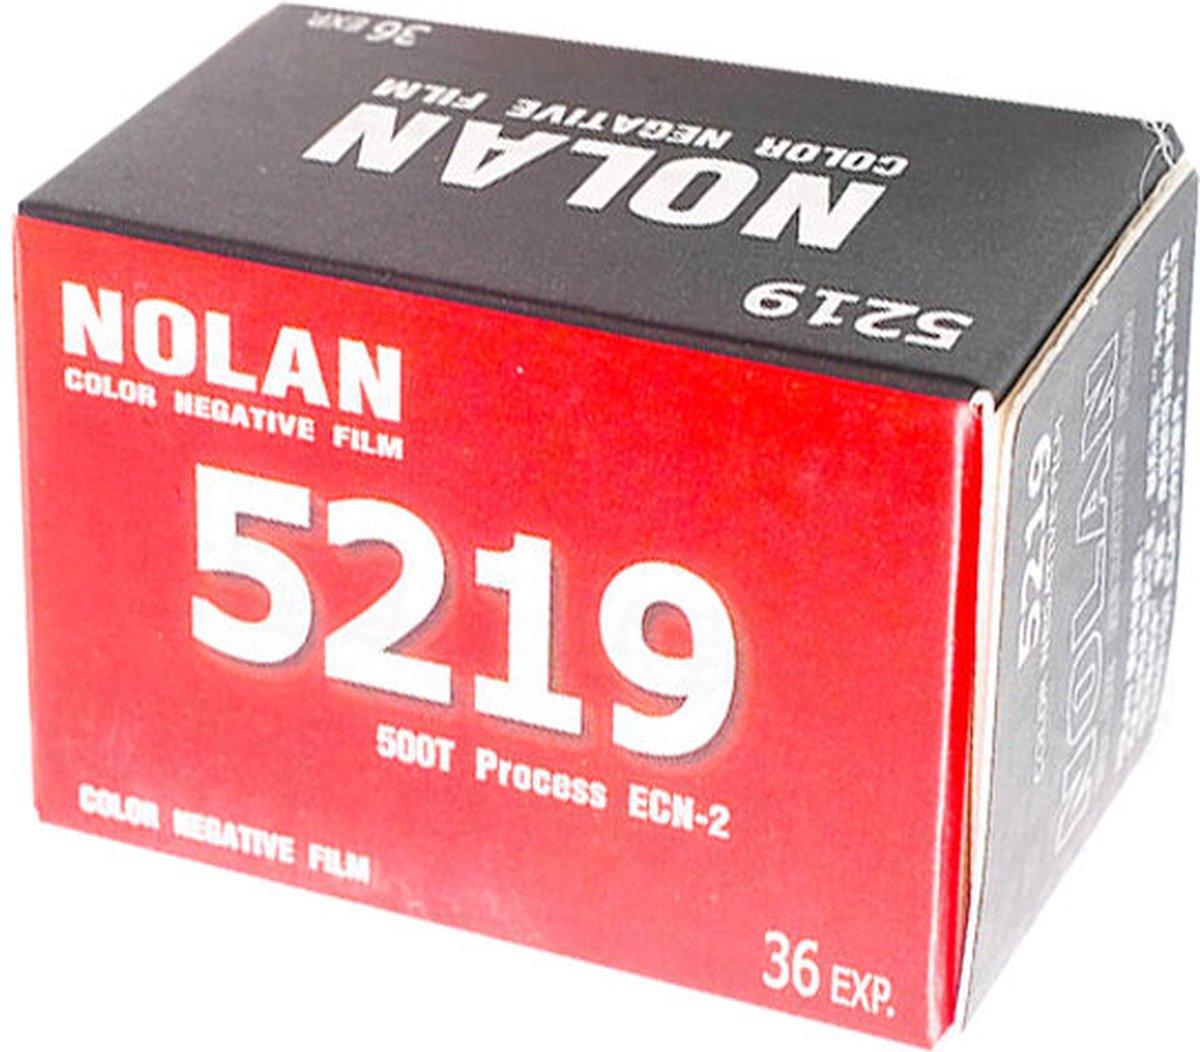 36 EXP.
COLOR NEGATIVE FILM
NOLAN
5219
NOLAN
COLOR NEGATIVE FILM
5219
500T Process ECN-2
COLOR NEGATIVE FILM
36 EXP.
5219
NOLAN